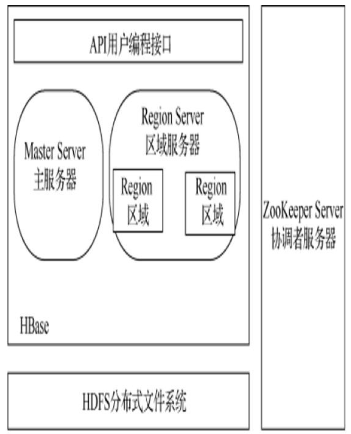 API用户编程接口
Master Server
主服务器
Region Server
区域服务器
Region
区域
Region
区域
HBase
ZooKeeper Server
协调者服务器
HDFS分布式文件系统